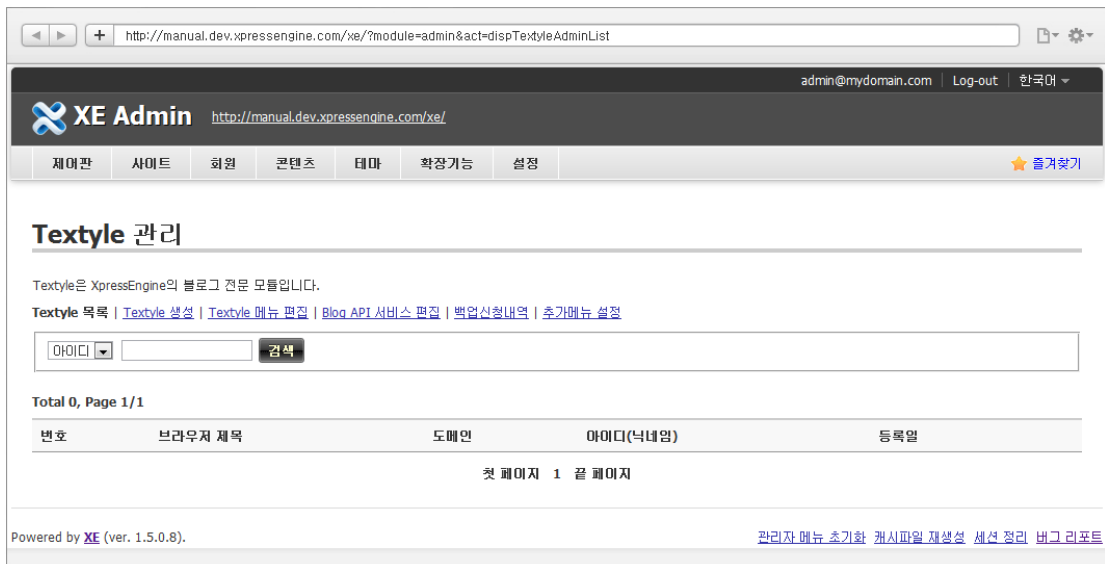 http://manual.dev.xpressengine.com/xe/?module=admin&act=dispTextyleAdminList
admin@mydomain.com | Log-out | 한국어
XE Admin http://manual.dev.xpressengine.com/xe/
제어판 사이트 회원 콘텐츠 테마 확장기능 설정 즐겨찾기
Textyle 관리
Textyle은 XpressEngine의 블로그 전문 모듈입니다.
Textyle 목록 | Textyle 생성 | Textyle 메뉴 편집 | Blog API 서비스 편집 | 백업신청내역 | 추가메뉴 설정
아이디 검색
Total 0, Page 1/1
번호 브라우저 제목 도메인 아이디(닉네임) 등록일
첫 페이지 1 끝 페이지
Powered by XE (ver. 1.5.0.8). 관리자 메뉴 초기화 캐시파일 재생성 세션 정리 버그 리포트